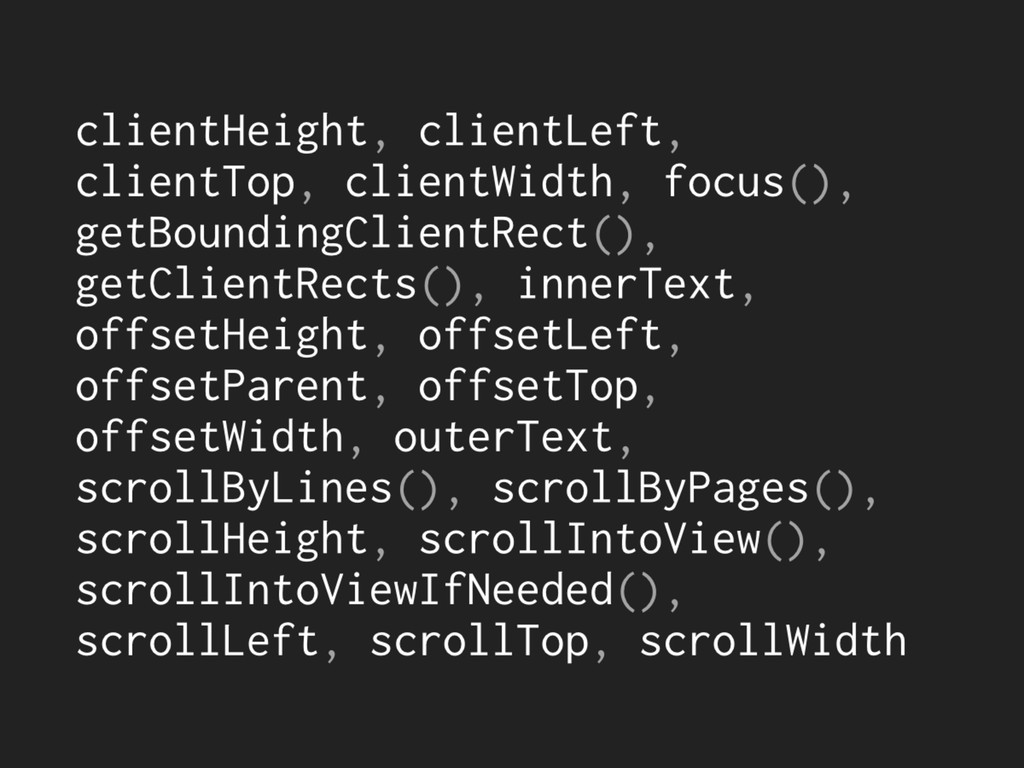 clientHeight, clientLeft,
clientTop, clientWidth, focus(),
getBoundingClientRect(),
getClientRects(), innerText,
offsetHeight, offsetLeft,
offsetParent, offsetTop,
offsetWidth, outerText,
scrollByLines(), scrollByPages(),
scrollHeight, scrollIntoView(),
scrollIntoViewIfNeeded(),
scrollLeft, scrollTop, scrollWidth